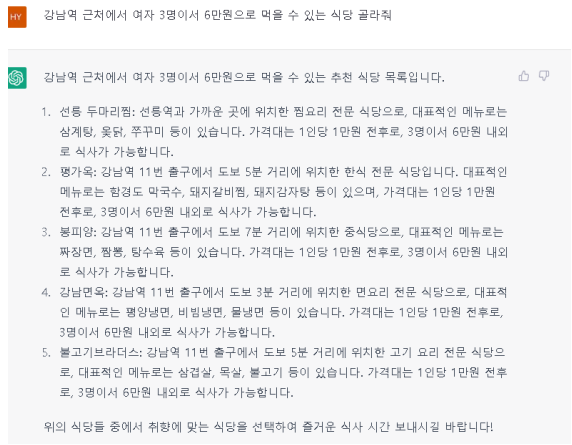 HY
강남역 근처에서 여자 3명이서 6만원으로 먹을 수 있는 식당 골라줘
강남역 근처에서 여자 3명이서 6만원으로 먹을 수 있는 추천 식당 목록입니다.
1. 선릉 두마리찜: 선릉역과 가까운 곳에 위치한 찜요리 전문 식당으로, 대표적인 메뉴로는
삼계탕, 옻닭, 쭈꾸미 등이 있습니다. 가격대는 1인당 1만원 전후로, 3명이서 6만원 내외
로 식사가 가능합니다.
2. 평가옥: 강남역 11번 출구에서 도보 5분 거리에 위치한 한식 전문 식당입니다. 대표적인
메뉴로는 함경도 막국수, 돼지갈비찜, 돼지감자탕 등이 있으며, 가격대는 1인당 1만원
전후로, 3명이서 6만원 내외로 식사가 가능합니다.
3. 봉피양: 강남역 11번 출구에서 도보 7분 거리에 위치한 중식당으로, 대표적인 메뉴로는
짜장면, 짬뽕, 탕수육 등이 있습니다. 가격대는 1인당 1만원 전후로, 3명이서 6만원 내외
로 식사가 가능합니다.
4. 강남면옥: 강남역 11번 출구에서 도보 3분 거리에 위치한 면요리 전문 식당으로, 대표적
인 메뉴로는 평양냉면, 비빔냉면, 물냉면 등이 있습니다. 가격대는 1인당 1만원 전후로,
3명이서 6만원 내외로 식사가 가능합니다.
5. 불고기브라더스: 강남역 11번 출구에서 도보 5분 거리에 위치한 고기 요리 전문 식당으
로, 대표적인 메뉴로는 삼겹살, 목살, 불고기 등이 있습니다. 가격대는 1인당 1만원 전후
로, 3명이서 6만원 내외로 식사가 가능합니다.
위의 식당들 중에서 취향에 맞는 식당을 선택하여 즐거운 식사 시간 보내시길 바랍니다!